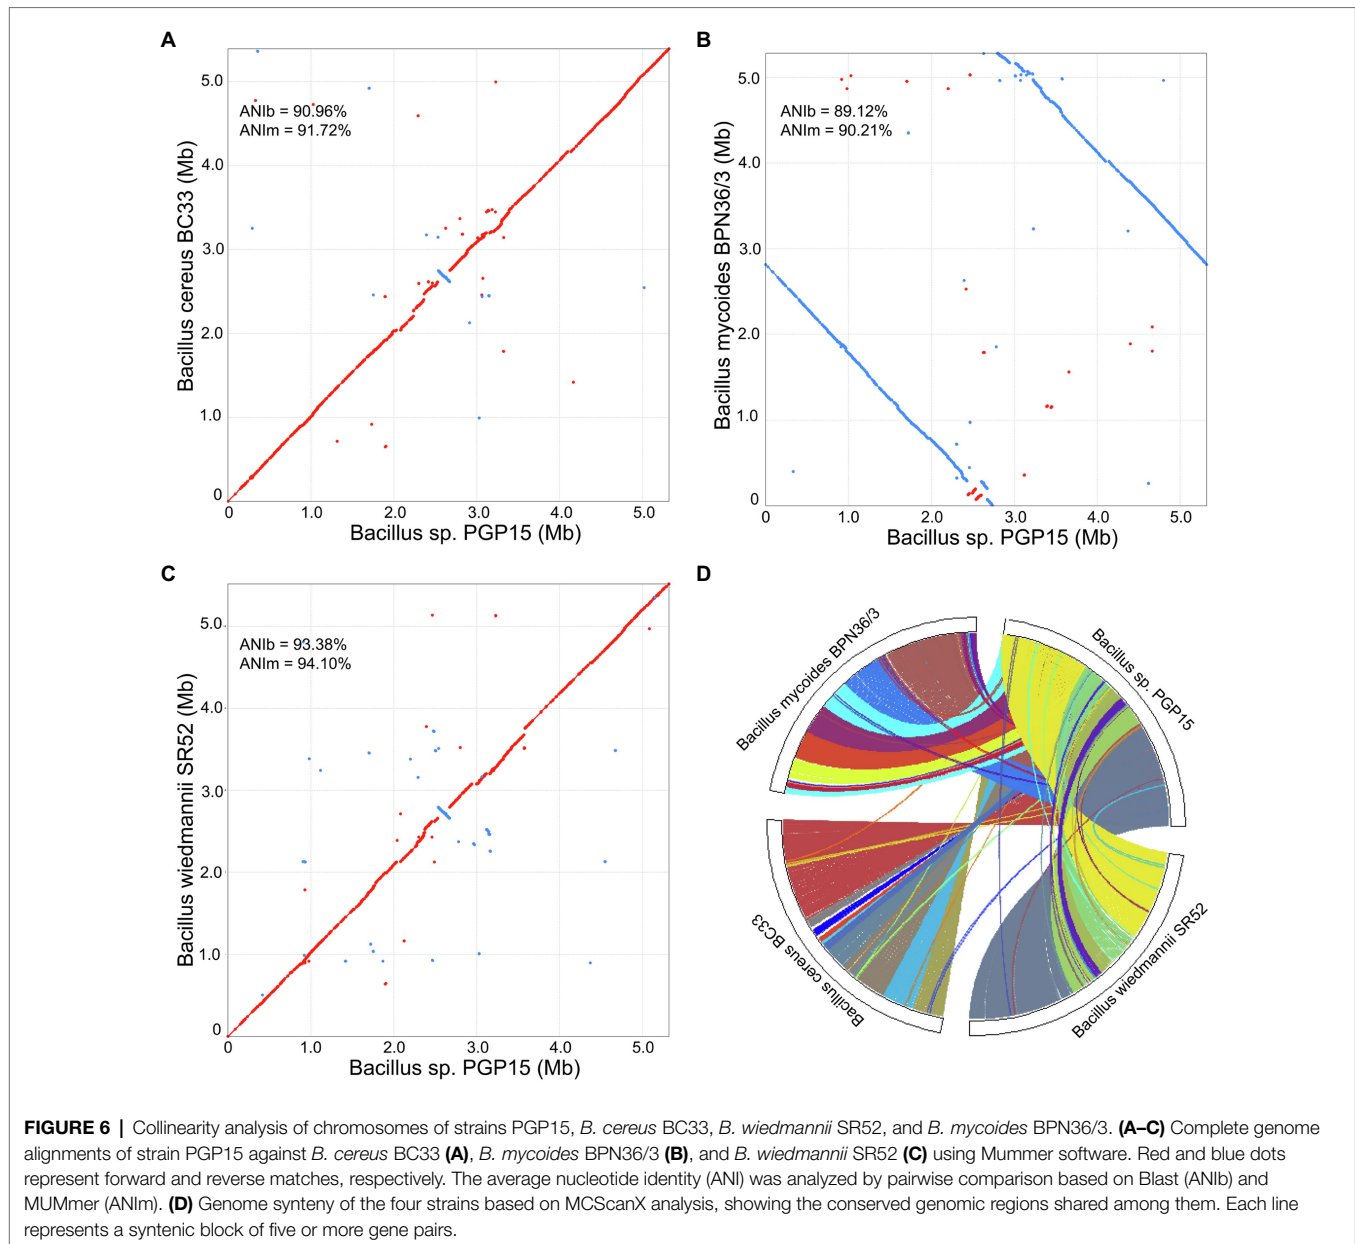 A
ANIb = 90.96%
ANIm = 91.72%
Bacillus cereus BC33 (Mb)
5.0
4.0
3.0
2.0
1.0
0
0 1.0 2.0 3.0 4.0 5.0
Bacillus sp. PGP15 (Mb)
B
ANIb = 89.12%
ANIm = 90.21%
Bacillus mycoides BPN36/3 (Mb)
5.0
4.0
3.0
2.0
1.0
0
0 1.0 2.0 3.0 4.0 5.0
Bacillus sp. PGP15 (Mb)
C
ANIb = 93.38%
ANIm = 94.10%
Bacillus wiedmannii SR52 (Mb)
5.0
4.0
3.0
2.0
1.0
0
0 1.0 2.0 3.0 4.0 5.0
Bacillus sp. PGP15 (Mb)
D
Bacillus mycoides BPN36/3
Bacillus sp. PGP15
Bacillus cereus BC33
Bacillus wiedmannii SR52
FIGURE 6 | Collinearity analysis of chromosomes of strains PGP15, B. cereus BC33, B. wiedmannii SR52, and B. mycoides BPN36/3. (A–C) Complete genome
alignments of strain PGP15 against B. cereus BC33 (A), B. mycoides BPN36/3 (B), and B. wiedmannii SR52 (C) using Mummer software. Red and blue dots
represent forward and reverse matches, respectively. The average nucleotide identity (ANI) was analyzed by pairwise comparison based on Blast (ANIb) and
MUMmer (ANIm). (D) Genome synteny of the four strains based on MCScanX analysis, showing the conserved genomic regions shared among them. Each line
represents a syntenic block of five or more gene pairs.